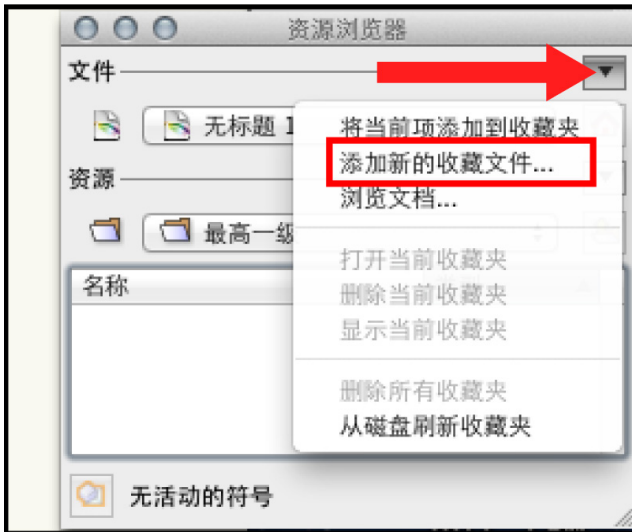 资源浏览器
文件
无标题 1
将当前项添加到收藏夹
添加新的收藏文件...
浏览文档...
资源
最高一级
打开当前收藏夹
删除当前收藏夹
显示当前收藏夹
名称
删除所有收藏夹
从磁盘刷新收藏夹
无活动的符号